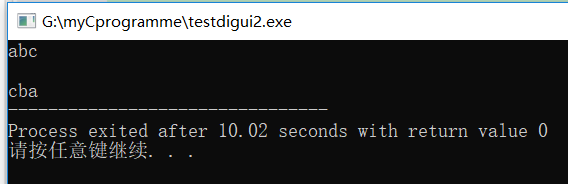 G:\myCprogramme\testdigui2.exe
abc
cba
--------------------------------
Process exited after 10.02 seconds with return value 0
请按任意键继续. . .